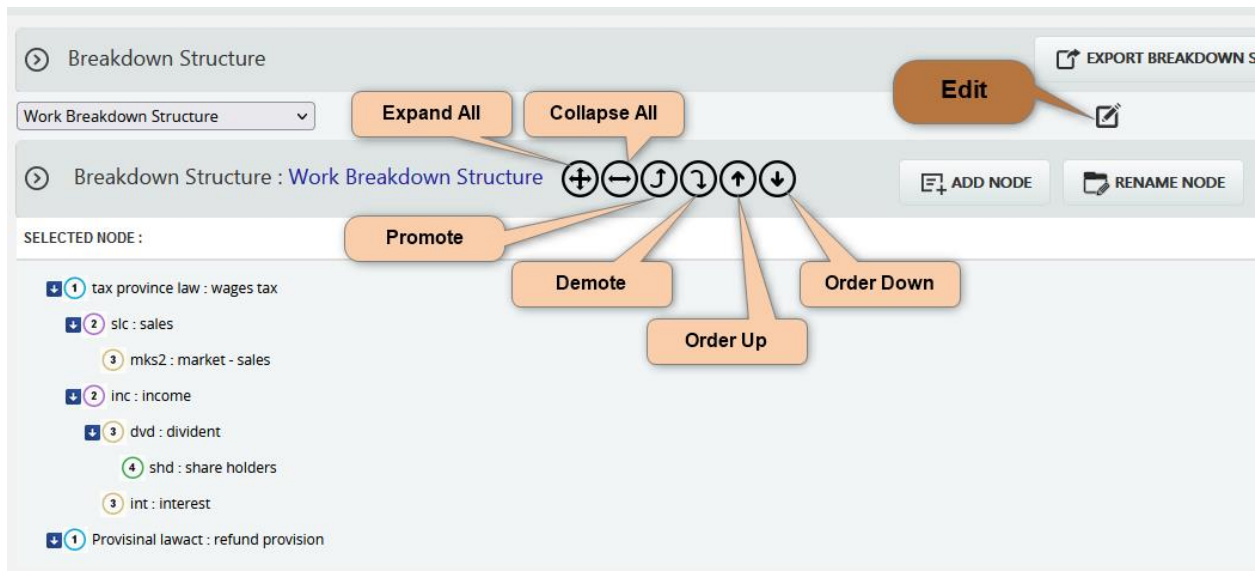 Breakdown Structure
EXPORT BREAKDOWN S
Edit
Work Breakdown Structure
Expand All
Collapse All
Breakdown Structure : Work Breakdown Structure
ADD NODE
RENAME NODE
SELECTED NODE :
Promote
Demote
Order Down
Order Up
1 tax province law : wages tax
2 slc : sales
3 mks2 : market - sales
2 inc : income
3 dvd : divident
4 shd : share holders
3 int : interest
1 Provisinal lawact : refund provision